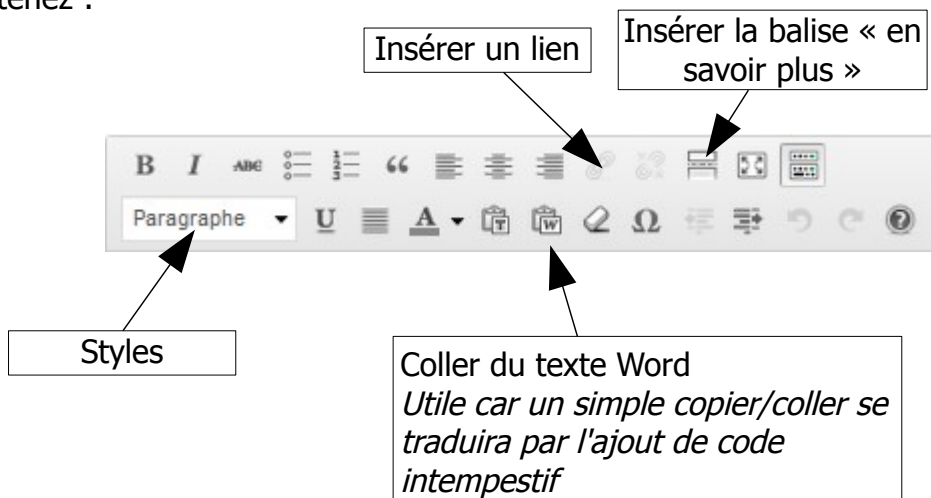 tenez :
Insérer un lien
Insérer la balise « en
savoir plus »
B I ABC “
Paragraphe U A T W Ω ?
Styles
Coller du texte Word
Utile car un simple copier/coller se
traduira par l'ajout de code
intempestif